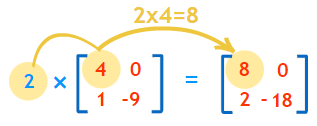 2x4=8
2 × [ 4 0 ] = [ 8 0 ]
[ 1 -9 ] [ 2 -18 ]